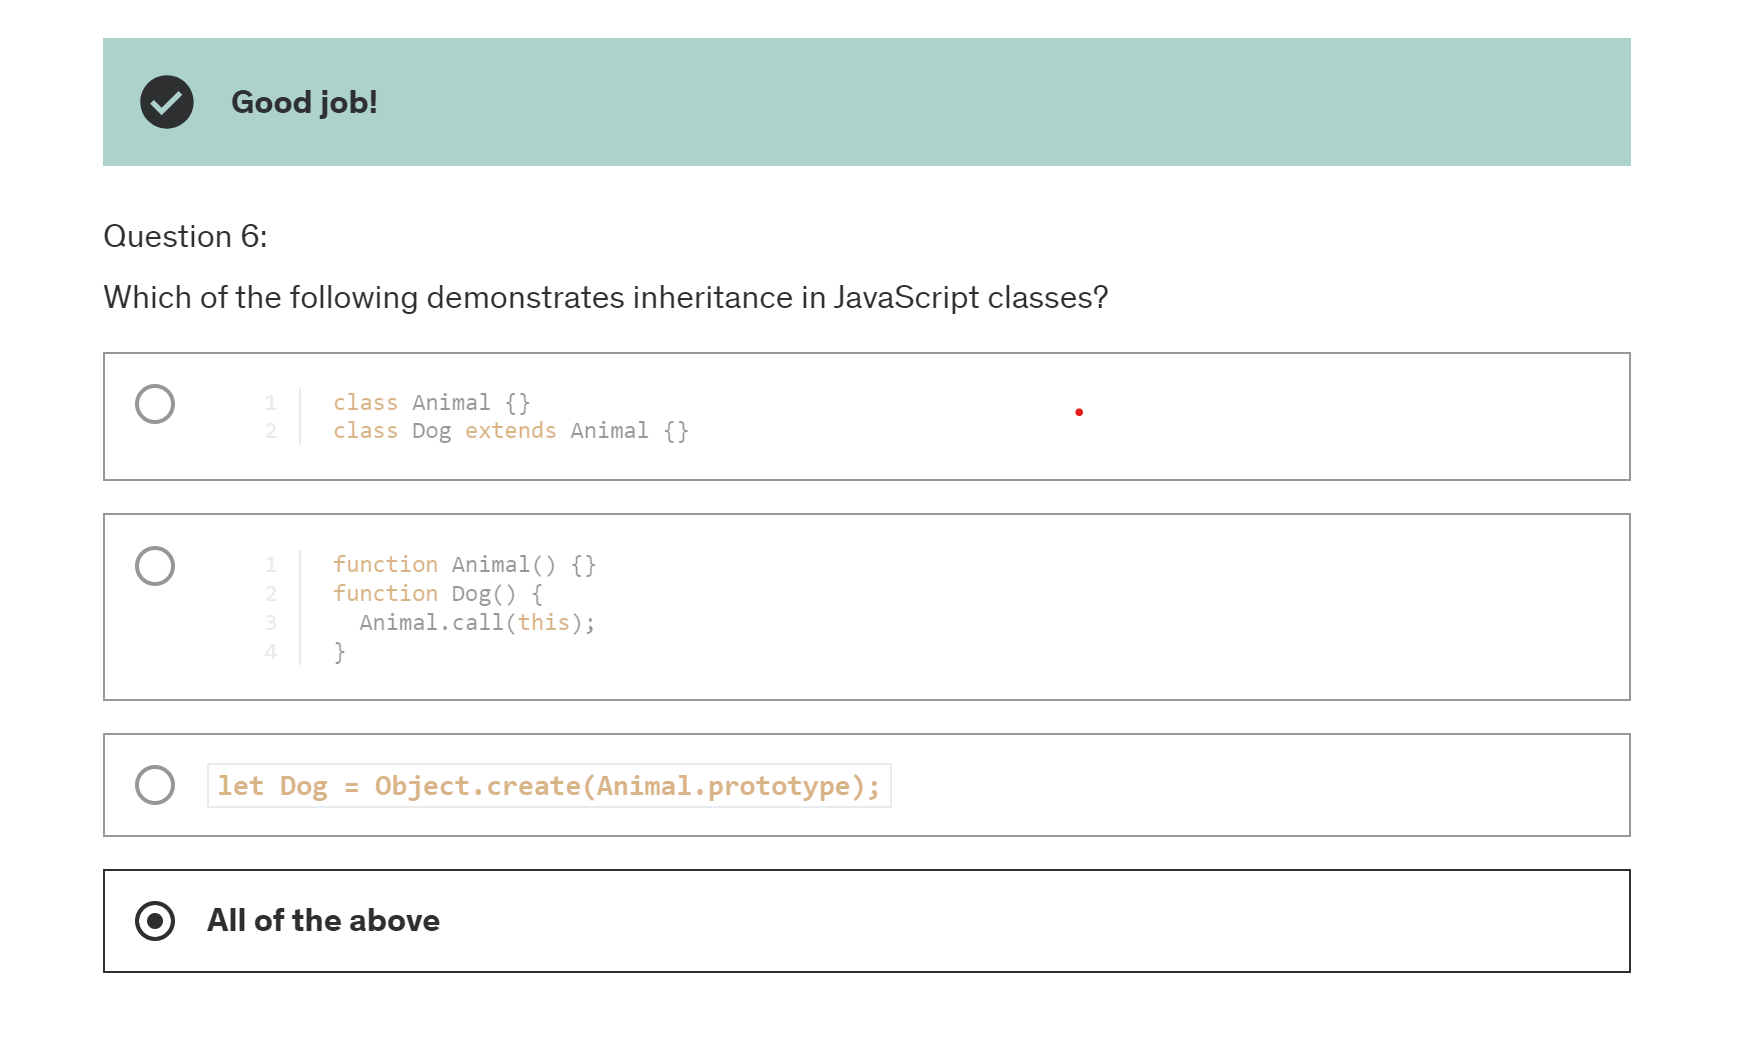 Good job!
Question 6:
Which of the following demonstrates inheritance in JavaScript classes?
1 class Animal {}
2 class Dog extends Animal {}
1 function Animal() {}
2 function Dog() {
3   Animal.call(this);
4 }
let Dog = Object.create(Animal.prototype);
All of the above